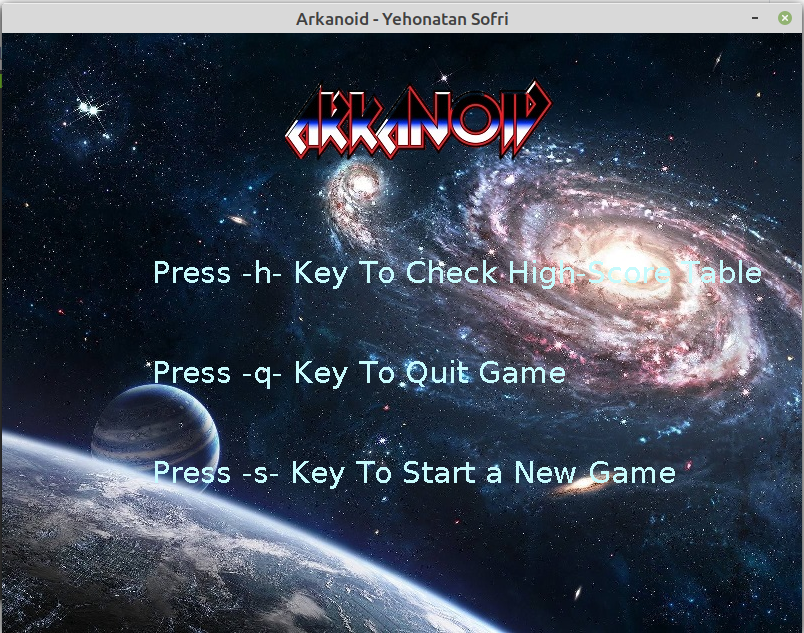 Arkanoid - Yehonatan Sofri
ARKANOID
Press -h- Key To Check High-Score Table
Press -q- Key To Quit Game
Press -s- Key To Start a New Game